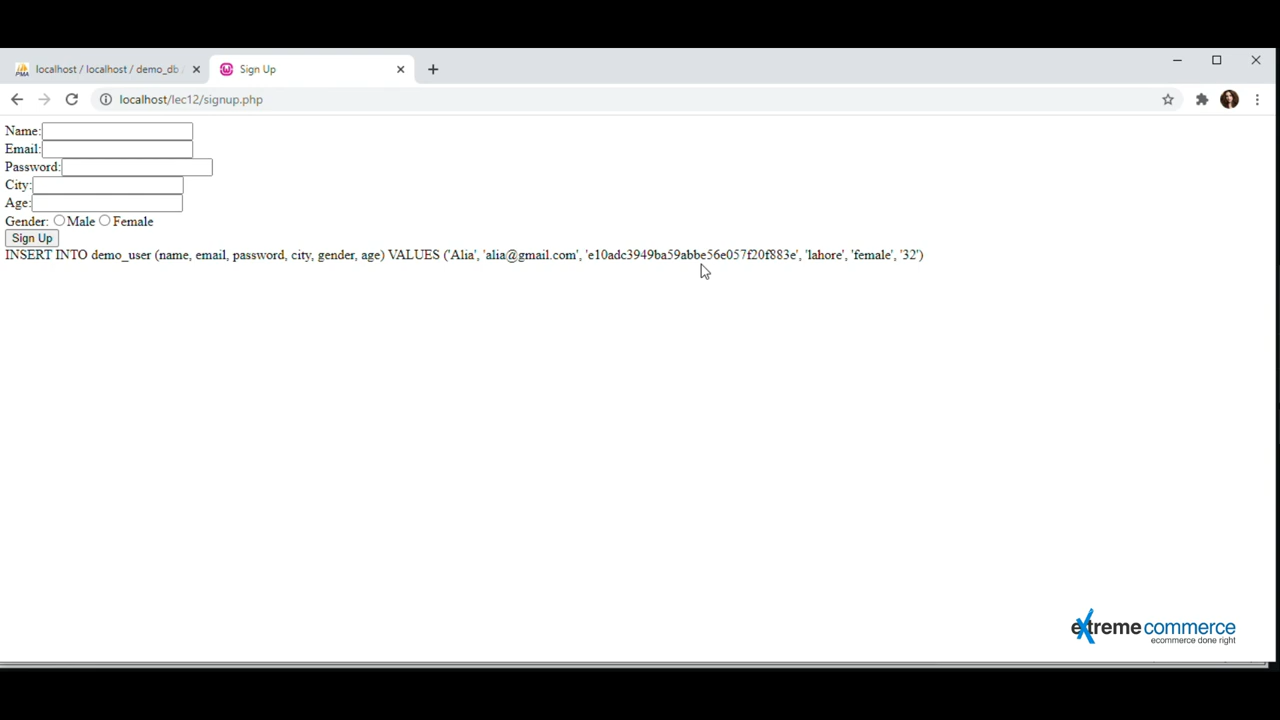 localhost / localhost / demo_db
Sign Up
localhost/lec12/signup.php
Name:
Email:
Password:
City:
Age:
Gender: Male Female
Sign Up
INSERT INTO demo_user (name, email, password, city, gender, age) VALUES ('Alia', 'alia@gmail.com', 'e10adc3949ba59abbe56e057f20f883e', 'lahore', 'female', '32')
extreme commerce
ecommerce done right